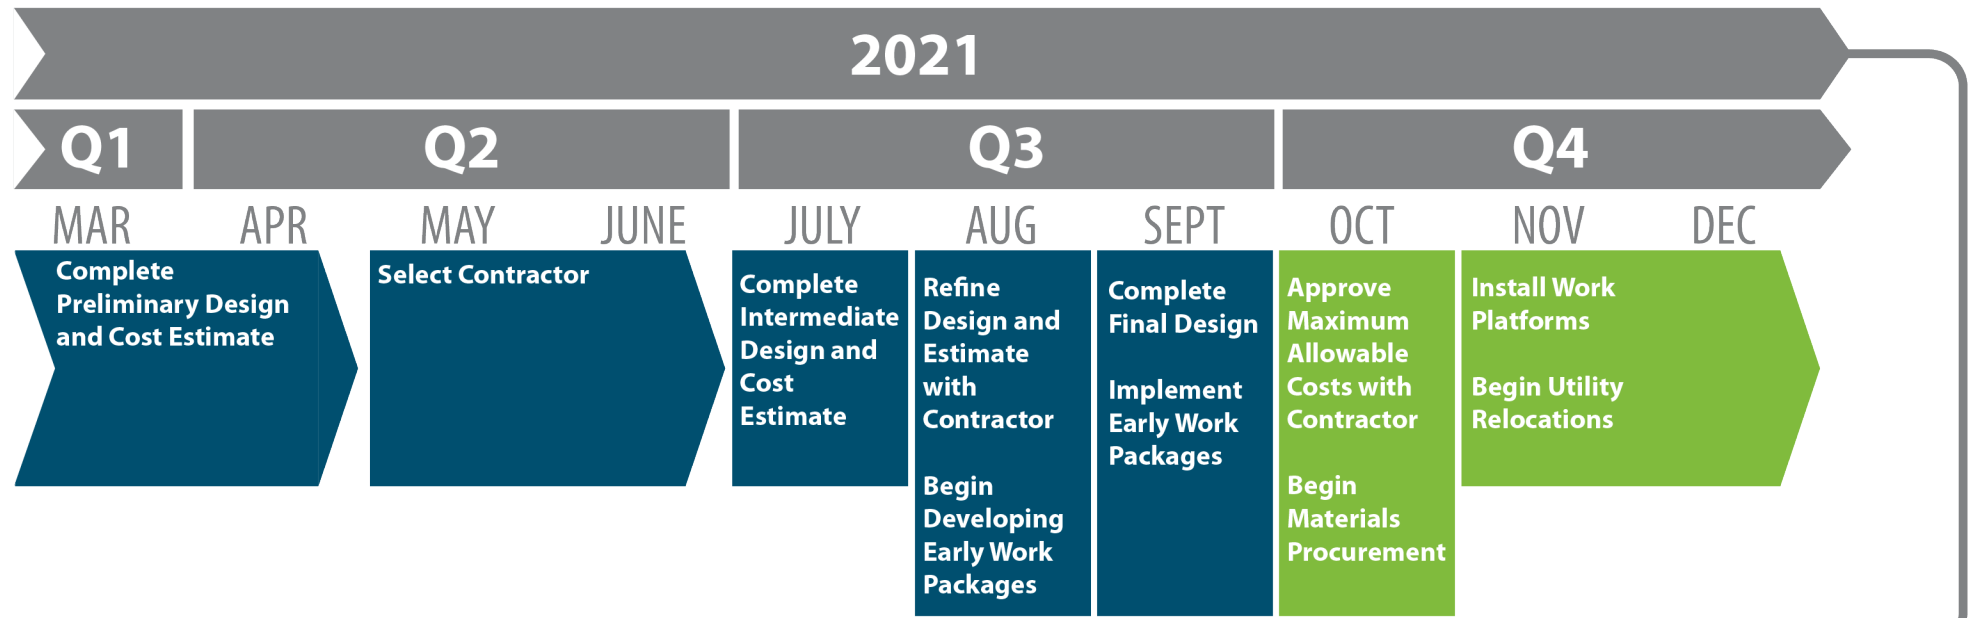 2021
Q1 Q2 Q3 Q4
MAR APR MAY JUNE JULY AUG SEPT OCT NOV DEC
Complete
Preliminary Design
and Cost Estimate
Select Contractor
Complete
Intermediate
Design and
Cost
Estimate
Refine
Design and
Estimate
with
Contractor
Begin
Developing
Early Work
Packages
Complete
Final Design
Implement
Early Work
Packages
Approve
Maximum
Allowable
Costs with
Contractor
Begin
Materials
Procurement
Install Work
Platforms
Begin Utility
Relocations